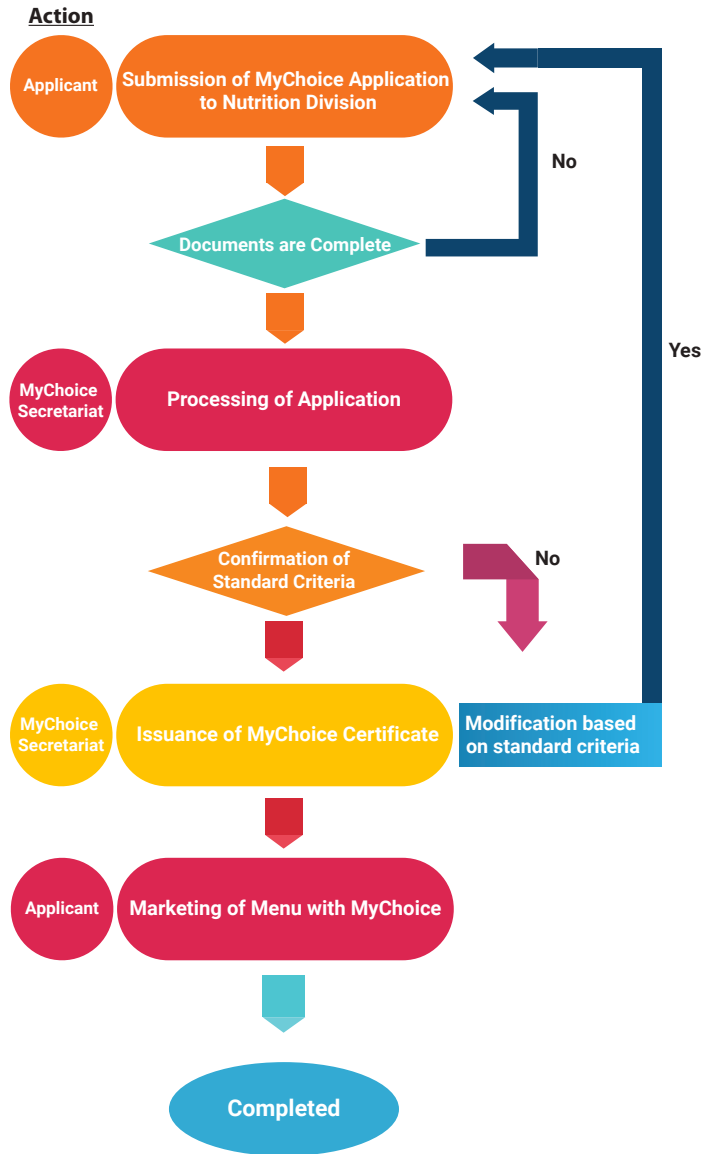 Action
Applicant
Submission of MyChoice Application
to Nutrition Division
No
Documents are Complete
Yes
MyChoice
Secretariat
Processing of Application
Confirmation of
Standard Criteria
No
MyChoice
Secretariat
Issuance of MyChoice Certificate
Modification based
on standard criteria
Applicant
Marketing of Menu with MyChoice
Completed